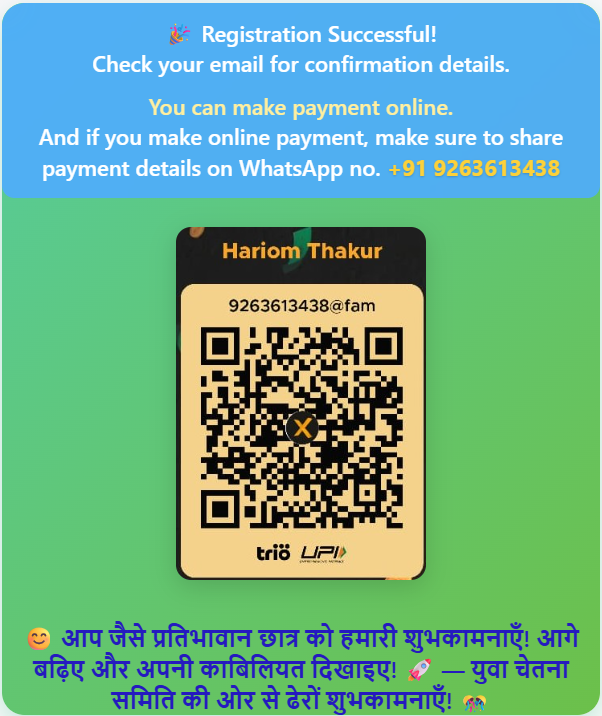 🎉 Registration Successful!
Check your email for confirmation details.
You can make payment online.
And if you make online payment, make sure to share
payment details on WhatsApp no. +91 9263613438
Hariom Thakur
9263613438@fam
X
trio UPI
😊 आप जैसे प्रतिभावान छात्र को हमारी शुभकामनाएँ! आगे
बढ़िए और अपनी काबिलियत दिखाइए! 🚀 — युवा चेतना
समिति की ओर से ढेरों शुभकामनाएँ! 🎊